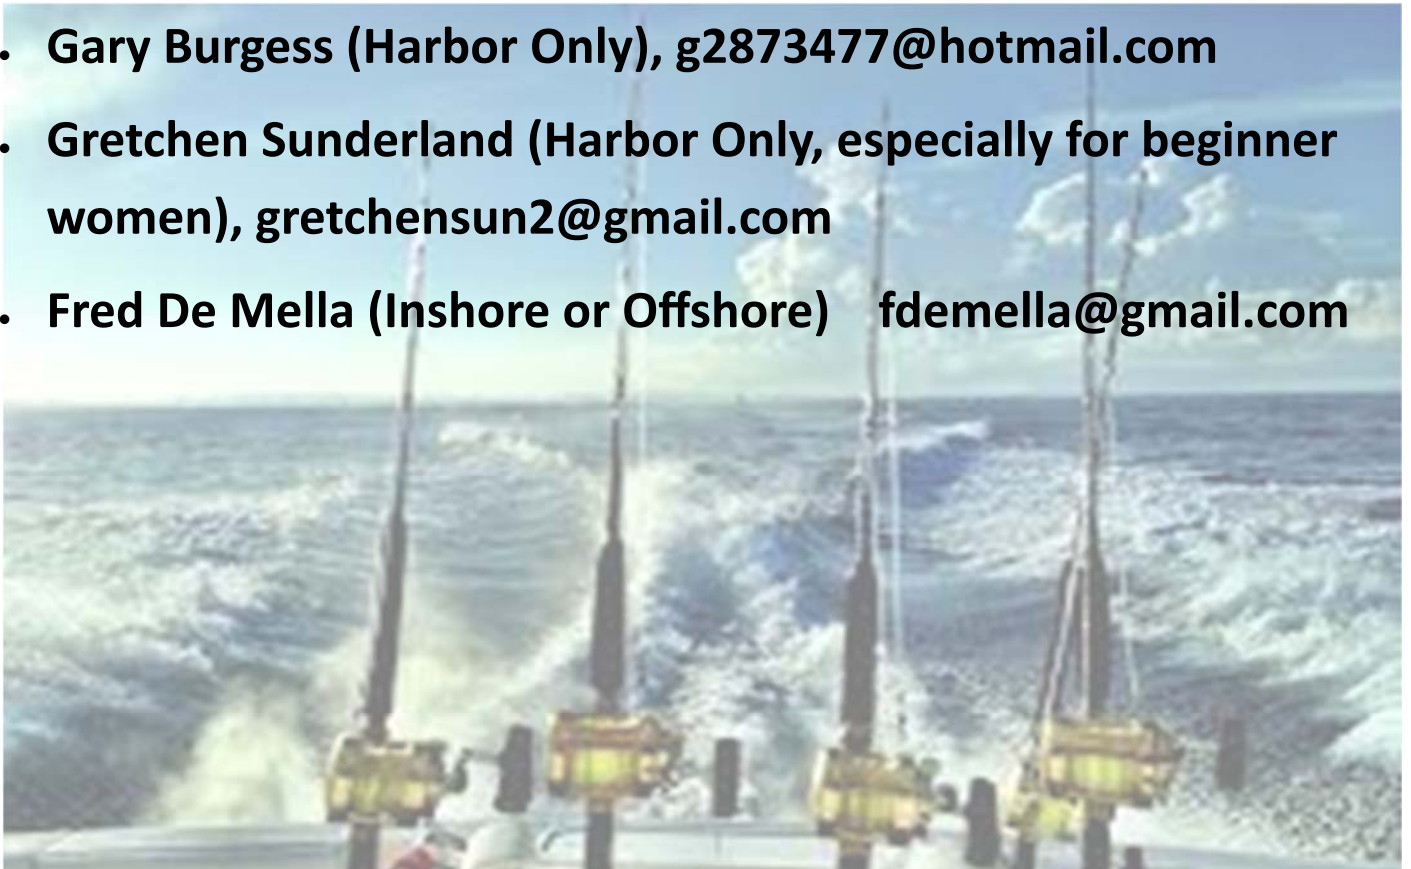 • Gary Burgess (Harbor Only), g2873477@hotmail.com
• Gretchen Sunderland (Harbor Only, especially for beginner
women), gretchensun2@gmail.com
• Fred De Mella (Inshore or Offshore) fdemella@gmail.com